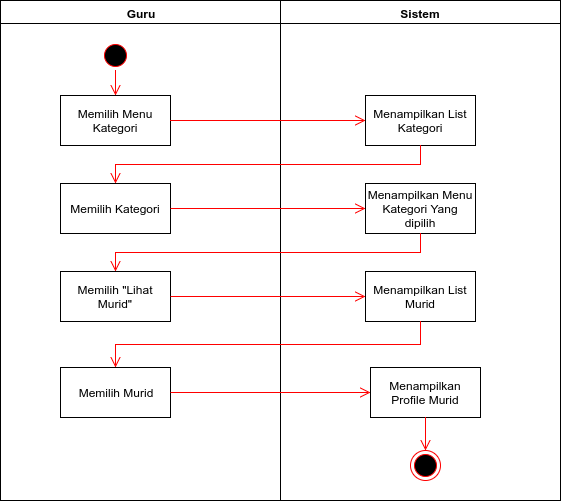 Guru
Sistem
Memilih Menu
Kategori
Menampilkan List
Kategori
Memilih Kategori
Menampilkan Menu
Kategori Yang
dipilih
Memilih "Lihat
Murid"
Menampilkan List
Murid
Memilih Murid
Menampilkan
Profile Murid